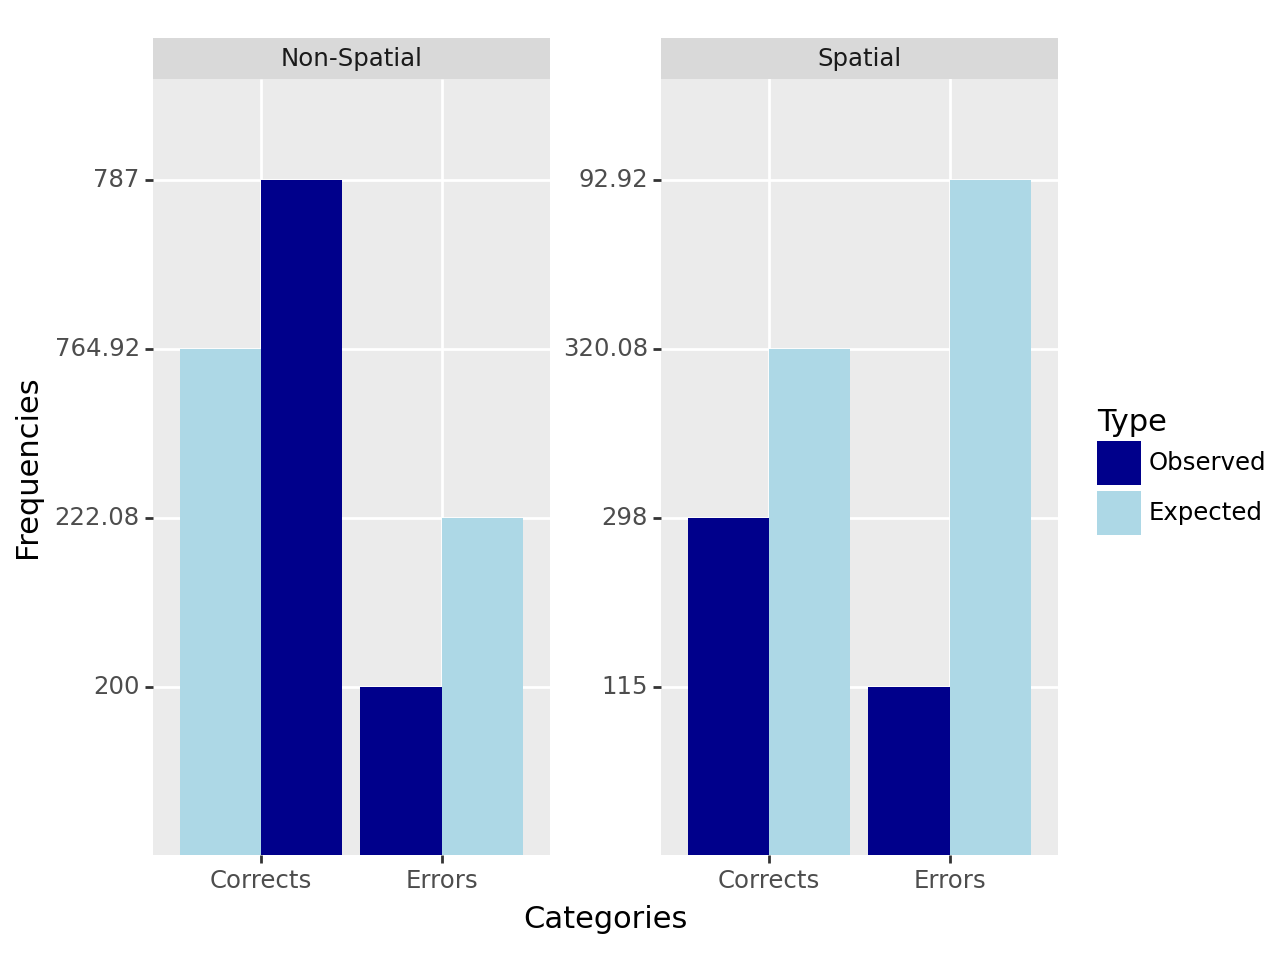 Non-Spatial
Spatial
787
764.92
222.08
200
92.92
320.08
298
115
Frequencies
Corrects
Errors
Corrects
Errors
Categories
Type
Observed
Expected